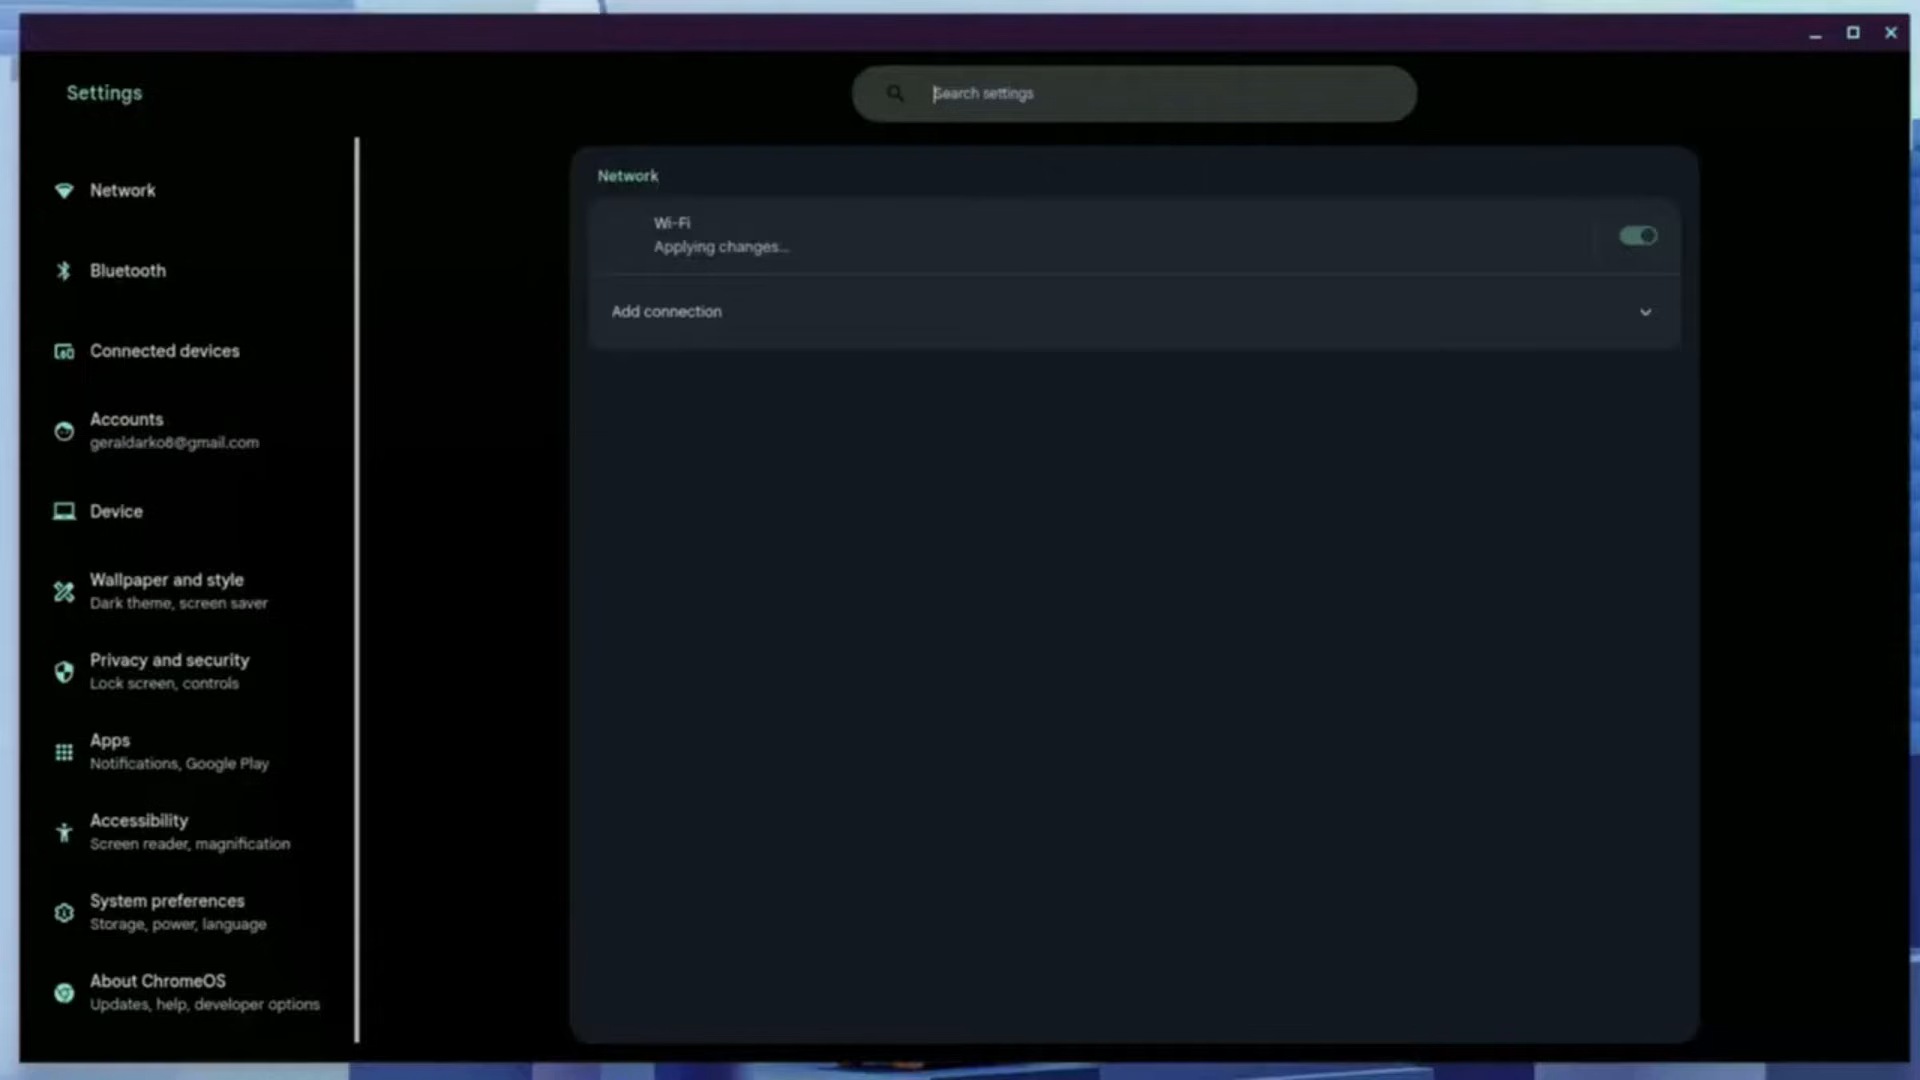 Settings
Search settings
Network
Bluetooth
Connected devices
Accounts
geraldarko8@gmail.com
Device
Wallpaper and style
Dark theme, screen saver
Privacy and security
Lock screen, controls
Apps
Notifications, Google Play
Accessibility
Screen reader, magnification
System preferences
Storage, power, language
About ChromeOS
Updates, help, developer options
Network
Wi-Fi
Applying changes...
Add connection